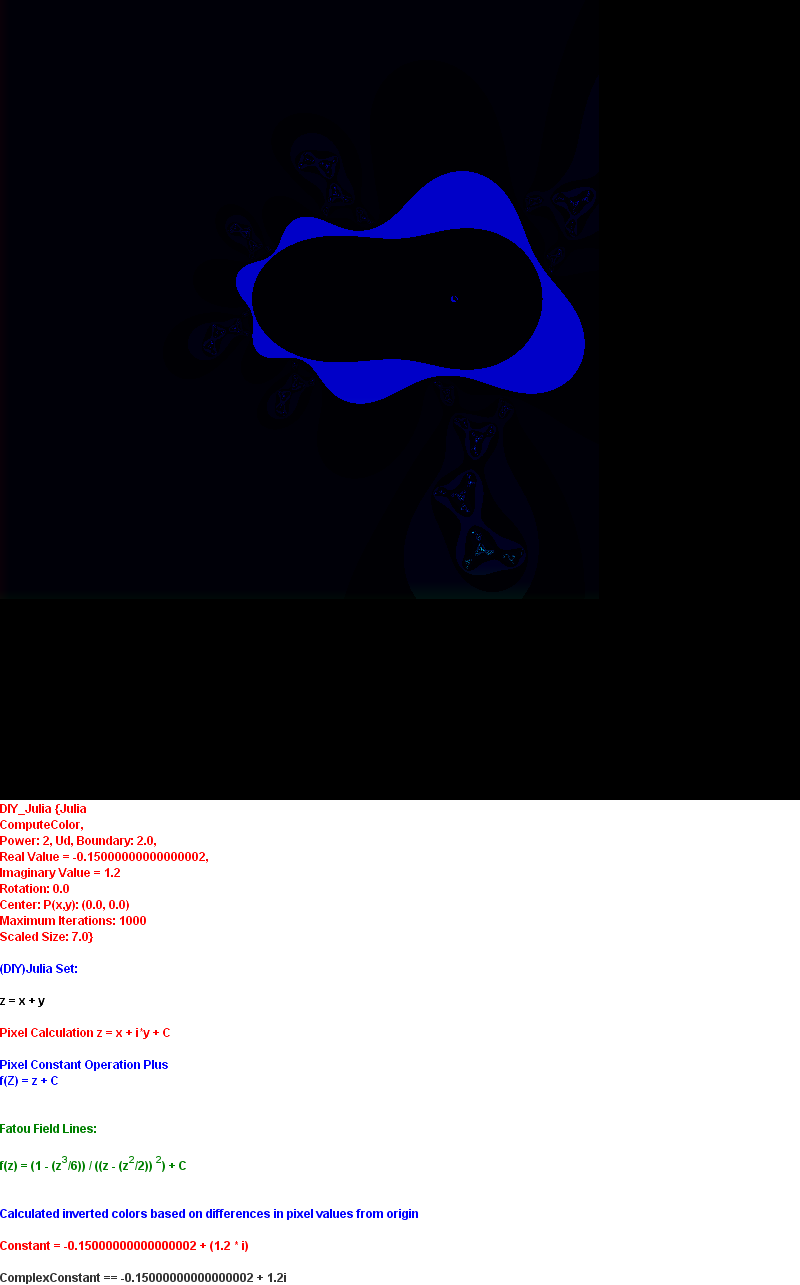 DIY_Julia {Julia
ComputeColor,
Power: 2, Ud, Boundary: 2.0,
Real Value = -0.15000000000000002,
Imaginary Value = 1.2
Rotation: 0.0
Center: P(x,y): (0.0, 0.0)
Maximum Iterations: 1000
Scaled Size: 7.0}
(DIY)Julia Set:
z = x + y
Pixel Calculation z = x + i*y + C
Pixel Constant Operation Plus
f(Z) = z + C
Fatou Field Lines:
f(z) = (1 - (z^3/6)) / ((z - (z^2/2)) ^2) + C
Calculated inverted colors based on differences in pixel values from origin
Constant = -0.15000000000000002 + (1.2 * i)
ComplexConstant == -0.15000000000000002 + 1.2i